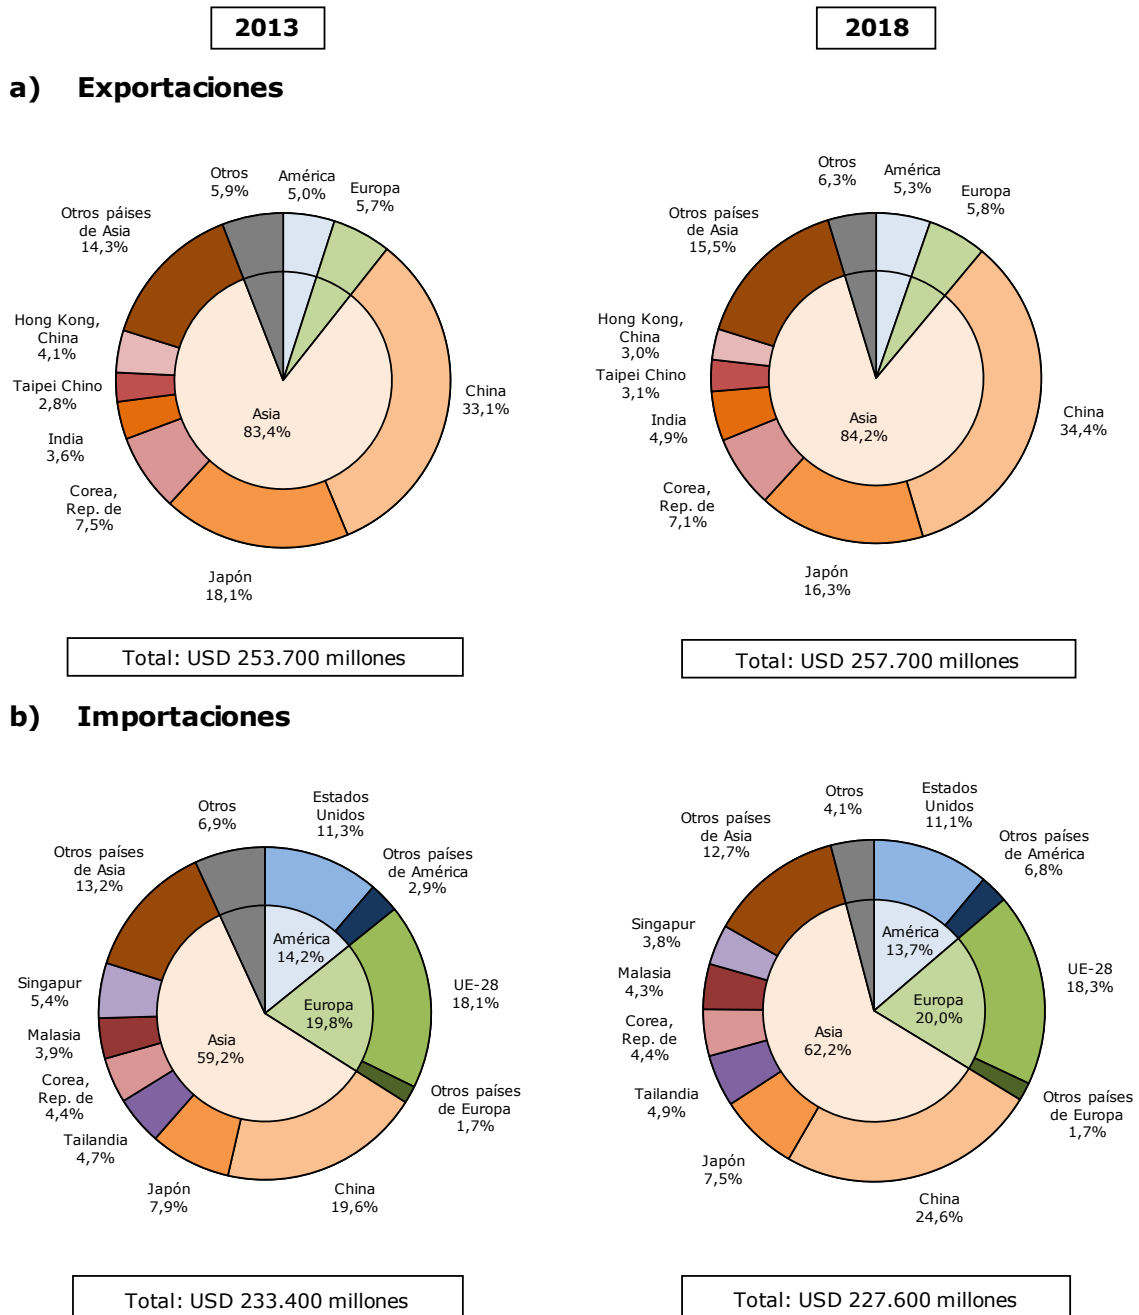 2013
2018
a) Exportaciones
Otros
5,9%
América
5,0%
Europa
5,7%
Otros páises
de Asia
14,3%
Hong Kong,
China
4,1%
Taipei Chino
2,8%
India
3,6%
Corea,
Rep. de
7,5%
Japón
18,1%
China
33,1%
Asia
83,4%
Total: USD 253.700 millones
Otros
6,3%
América
5,3%
Europa
5,8%
Otros países
de Asia
15,5%
Hong Kong,
China
3,0%
Taipei Chino
3,1%
India
4,9%
Corea,
Rep. de
7,1%
Japón
16,3%
China
34,4%
Asia
84,2%
Total: USD 257.700 millones
b) Importaciones
Otros
6,9%
Estados
Unidos
11,3%
Otros países
de América
2,9%
Otros países
de Asia
13,2%
América
14,2%
Singapur
5,4%
UE-28
18,1%
Europa
19,8%
Malasia
3,9%
Asia
59,2%
Corea,
Rep. de
4,4%
Otros países
de Europa
1,7%
Tailandia
4,7%
Japón
7,9%
China
19,6%
Total: USD 233.400 millones
Otros
4,1%
Estados
Unidos
11,1%
Otros países
de América
6,8%
Otros países
de Asia
12,7%
América
13,7%
Singapur
3,8%
UE-28
18,3%
Malasia
4,3%
Europa
20,0%
Asia
62,2%
Corea,
Rep. de
4,4%
Tailandia
4,9%
Otros países
de Europa
1,7%
Japón
7,5%
China
24,6%
Total: USD 227.600 millones